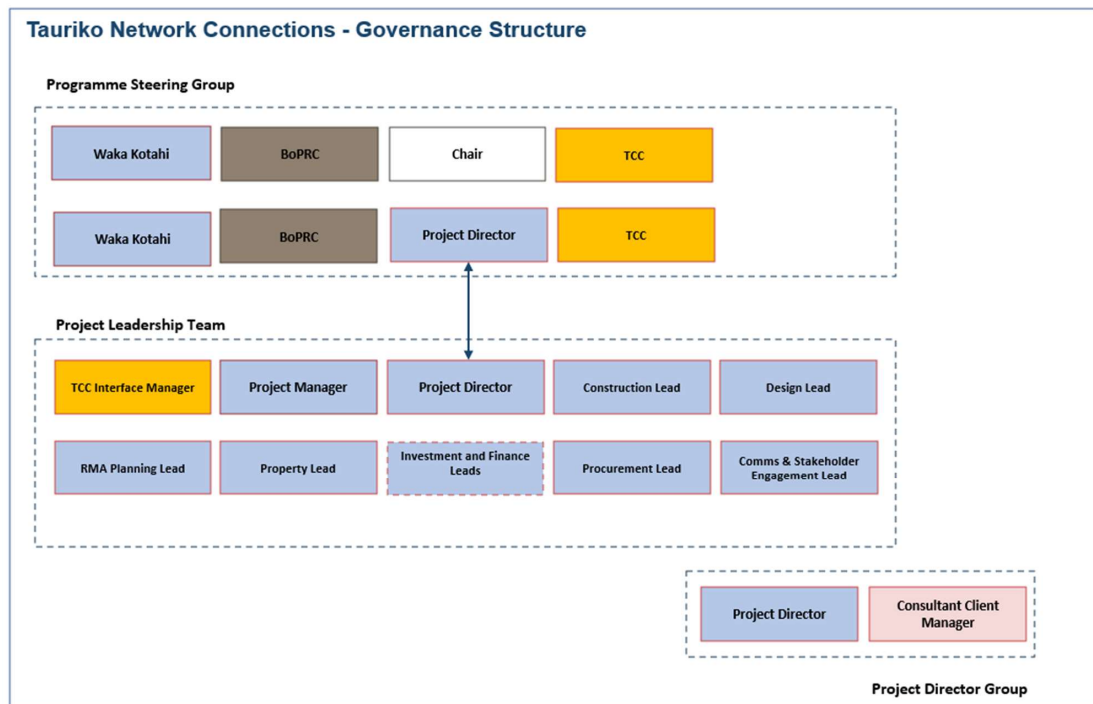 Tauriko Network Connections - Governance Structure
Programme Steering Group
Waka Kotahi
BoPRC
Chair
TCC
Waka Kotahi
BoPRC
Project Director
TCC
Project Leadership Team
TCC Interface Manager
Project Manager
Project Director
Construction Lead
Design Lead
RMA Planning Lead
Property Lead
Investment and Finance
Leads
Procurement Lead
Comms & Stakeholder
Engagement Lead
Project Director
Consultant Client
Manager
Project Director Group